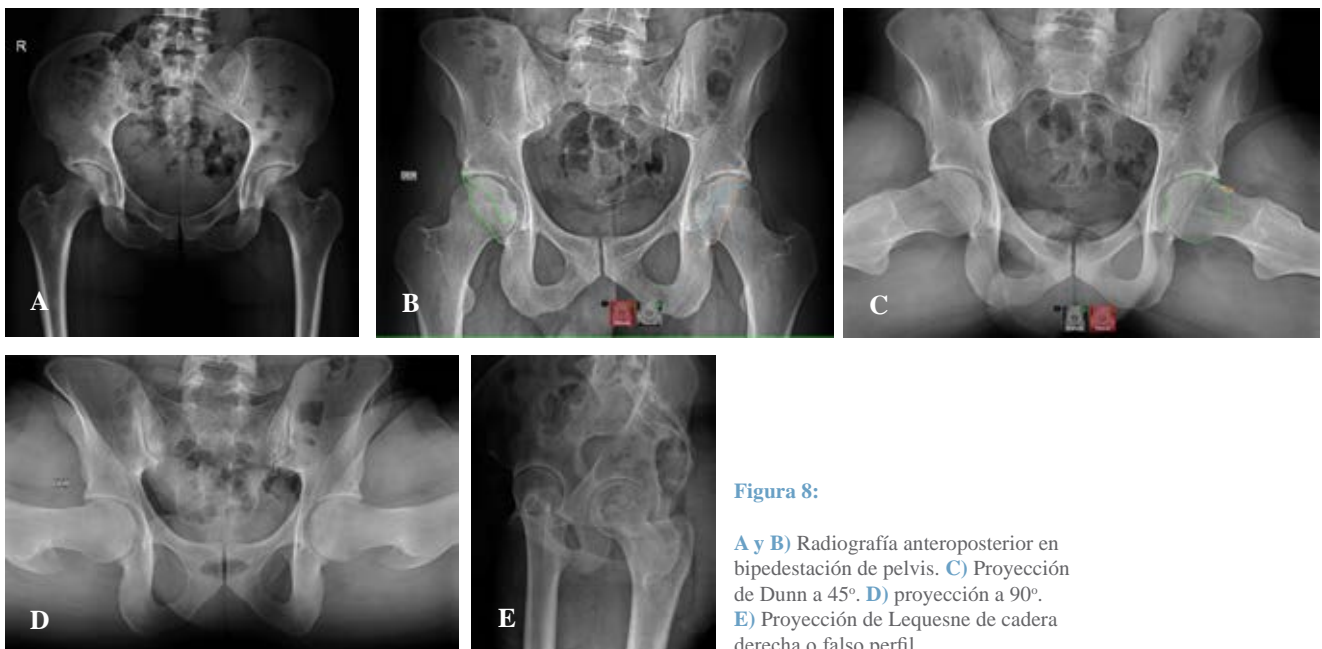 R
A
B
C
D
E
Figura 8:
A y B) Radiografía anteroposterior en
bipedestación de pelvis. C) Proyección
de Dunn a 45º. D) proyección a 90º.
E) Proyección de Lequesne de cadera
derecha o falso perfil